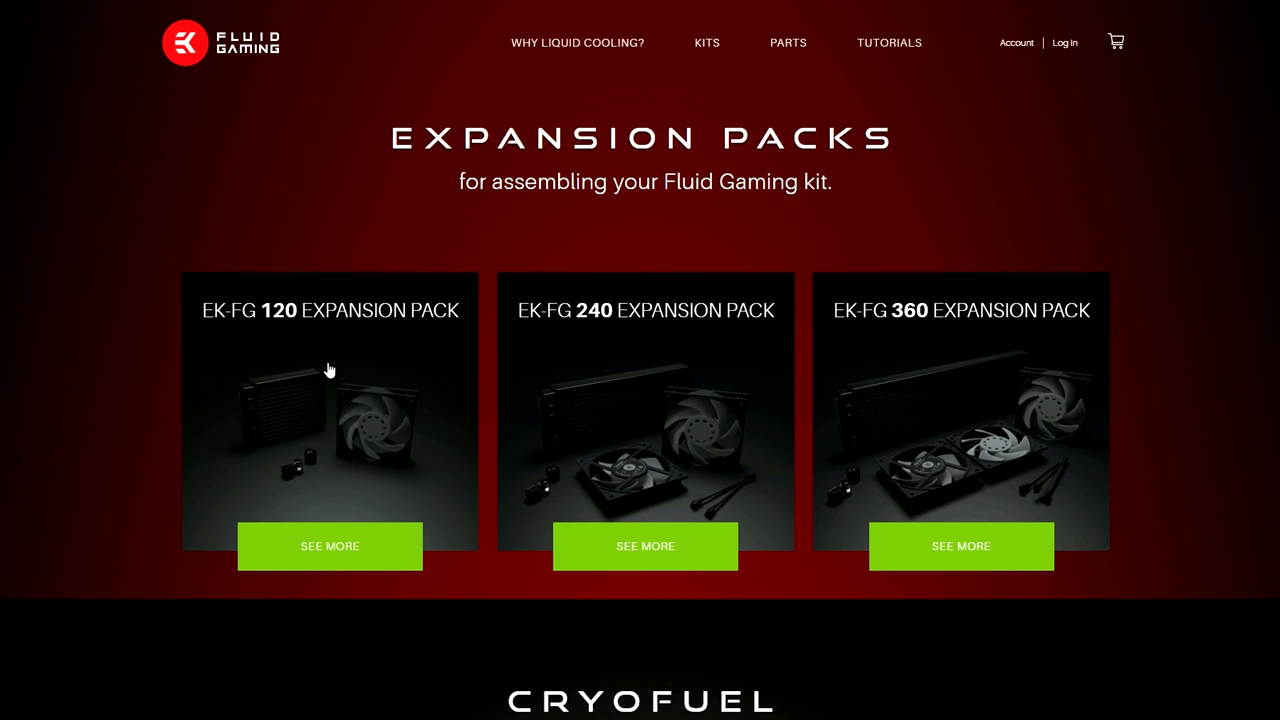 FLUID
GAMING
WHY LIQUID COOLING?
KITS
PARTS
TUTORIALS
Account
Log In
EXPANSION PACKS
for assembling your Fluid Gaming kit.
EK-FG 120 EXPANSION PACK
EK-FG 240 EXPANSION PACK
EK-FG 360 EXPANSION PACK
SEE MORE
SEE MORE
SEE MORE
CRYOFUEL